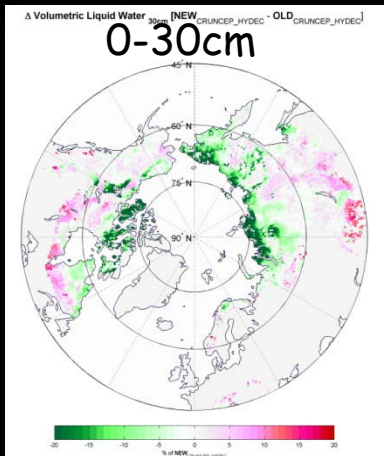 Δ Volumetric Liquid Water 30cm [NEW CRUNCEP_HYDEC - OLD CRUNCEP_HYDEC]
0-30cm
45° N
60° N
75° N
90° N
-20 -15 -10 -5 0 5 10 15 20
% of NEW CRUNCEP_HYDEC